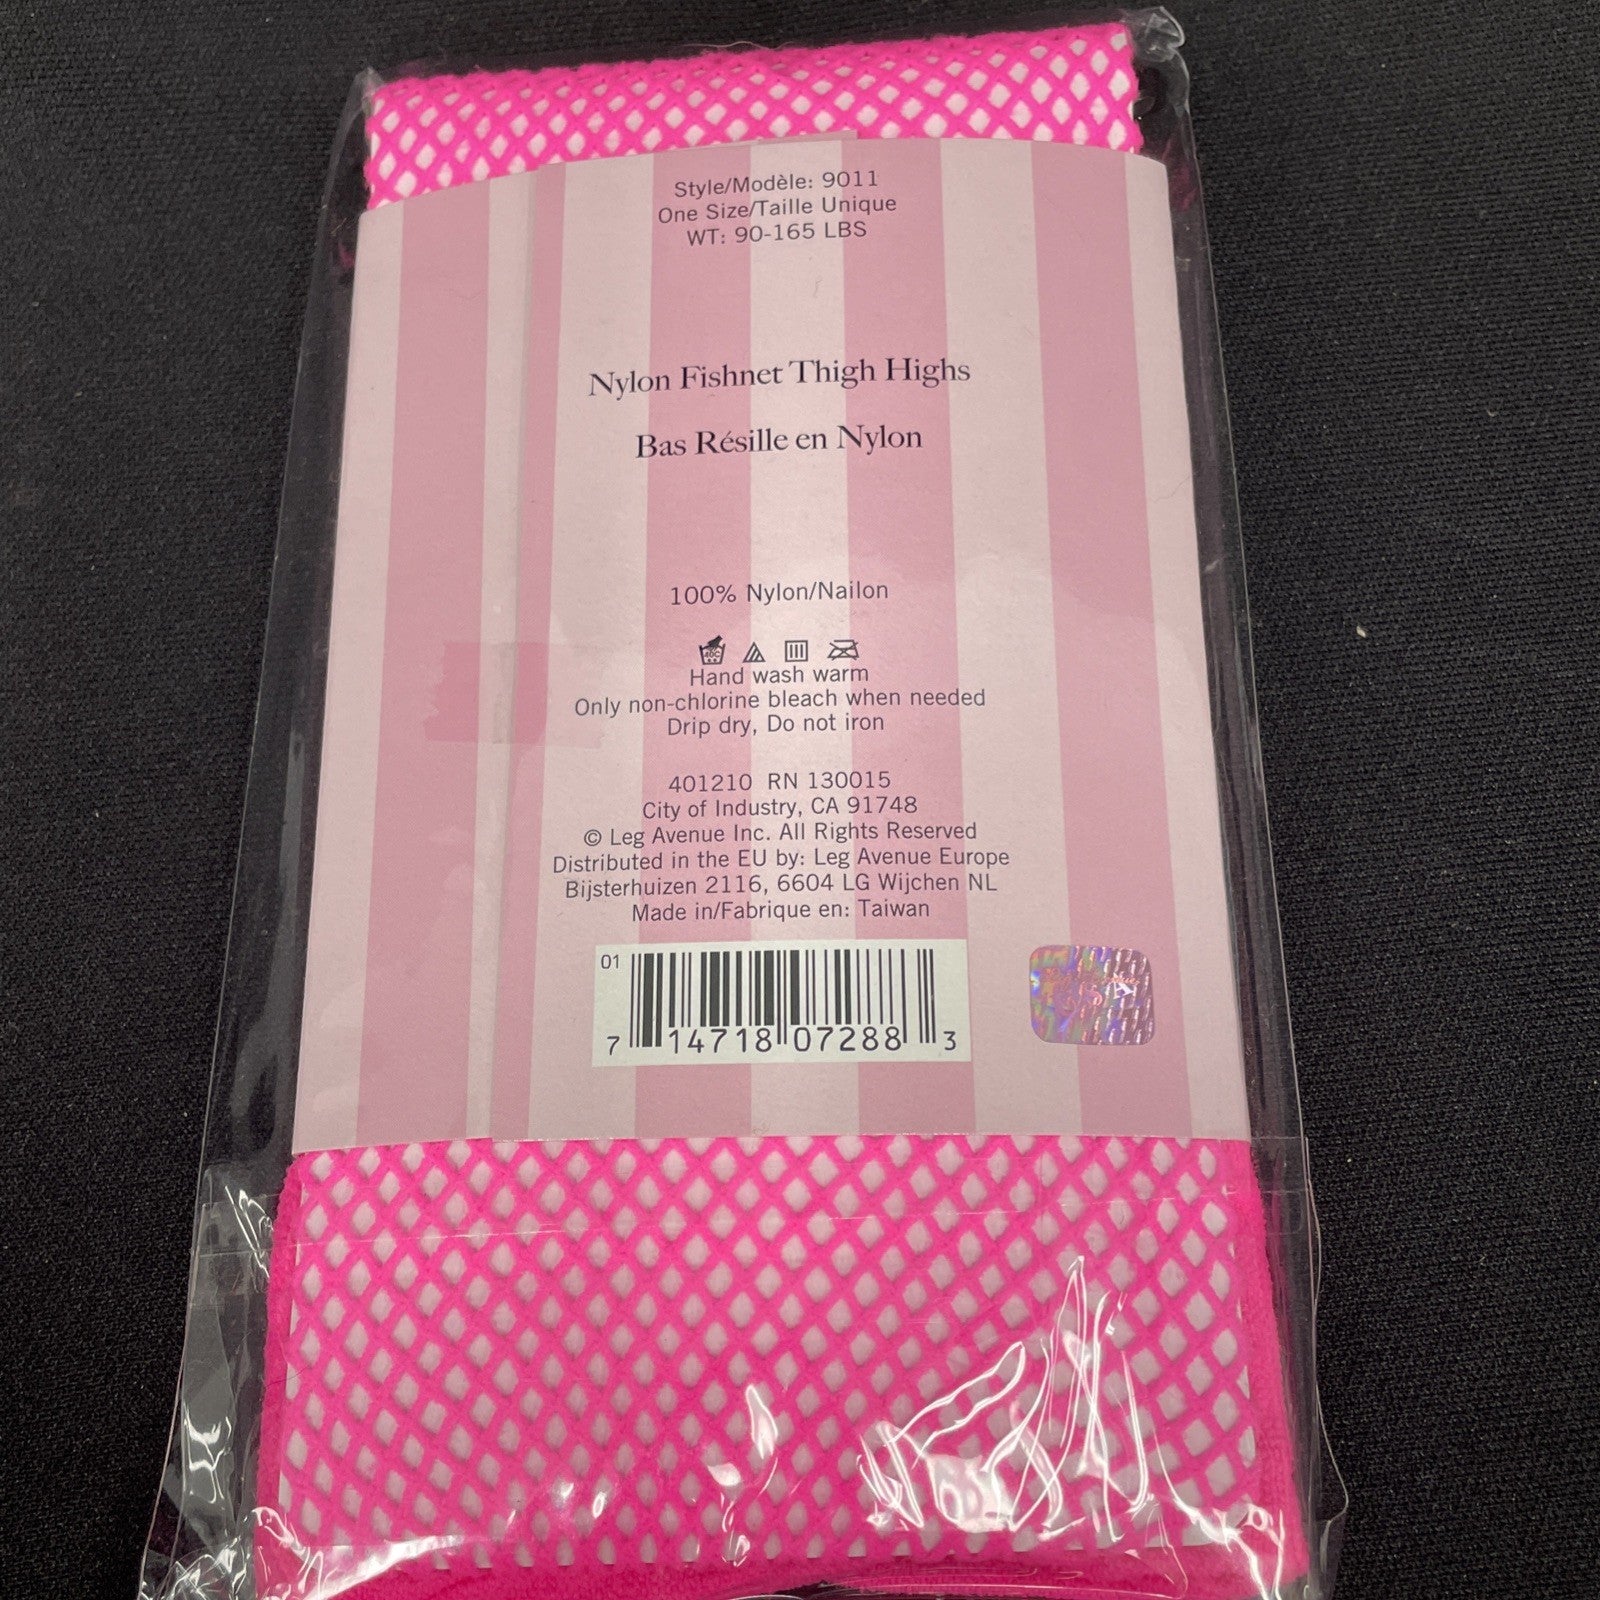 Style/Modèle: 9011
One Size/Taille Unique
WT: 90-165 LBS
Nylon Fishnet Thigh Highs
Bas Résille en Nylon
100% Nylon/Nailon
40C
Hand wash warm
Only non-chlorine bleach when needed
Drip dry, Do not iron
401210 RN 130015
City of Industry, CA 91748
© Leg Avenue Inc. All Rights Reserved
Distributed in the EU by: Leg Avenue Europe
Bijsterhuizen 2116, 6604 LG Wijchen NL
Made in/Fabrique en: Taiwan
01
7 14718 07288 3